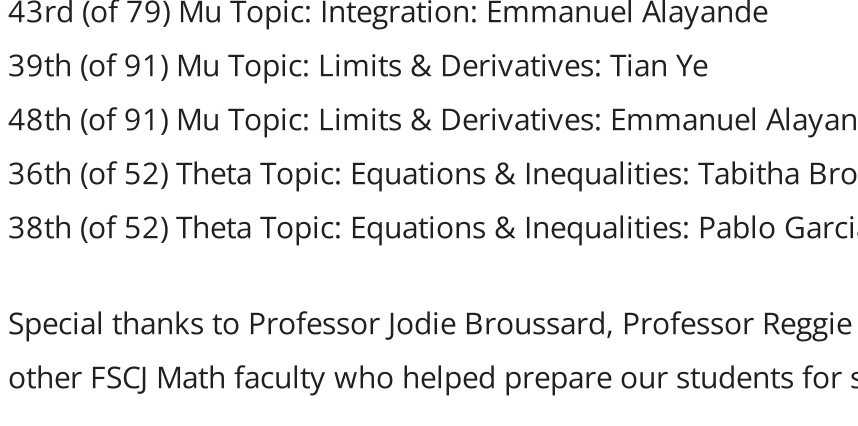 43rd (of 79) Mu Topic: Integration: Emmanuel Alayande
39th (of 91) Mu Topic: Limits & Derivatives: Tian Ye
48th (of 91) Mu Topic: Limits & Derivatives: Emmanuel Alayan
36th (of 52) Theta Topic: Equations & Inequalities: Tabitha Bro
38th (of 52) Theta Topic: Equations & Inequalities: Pablo Garci
Special thanks to Professor Jodie Broussard, Professor Reggie
other FSCJ Math faculty who helped prepare our students for s